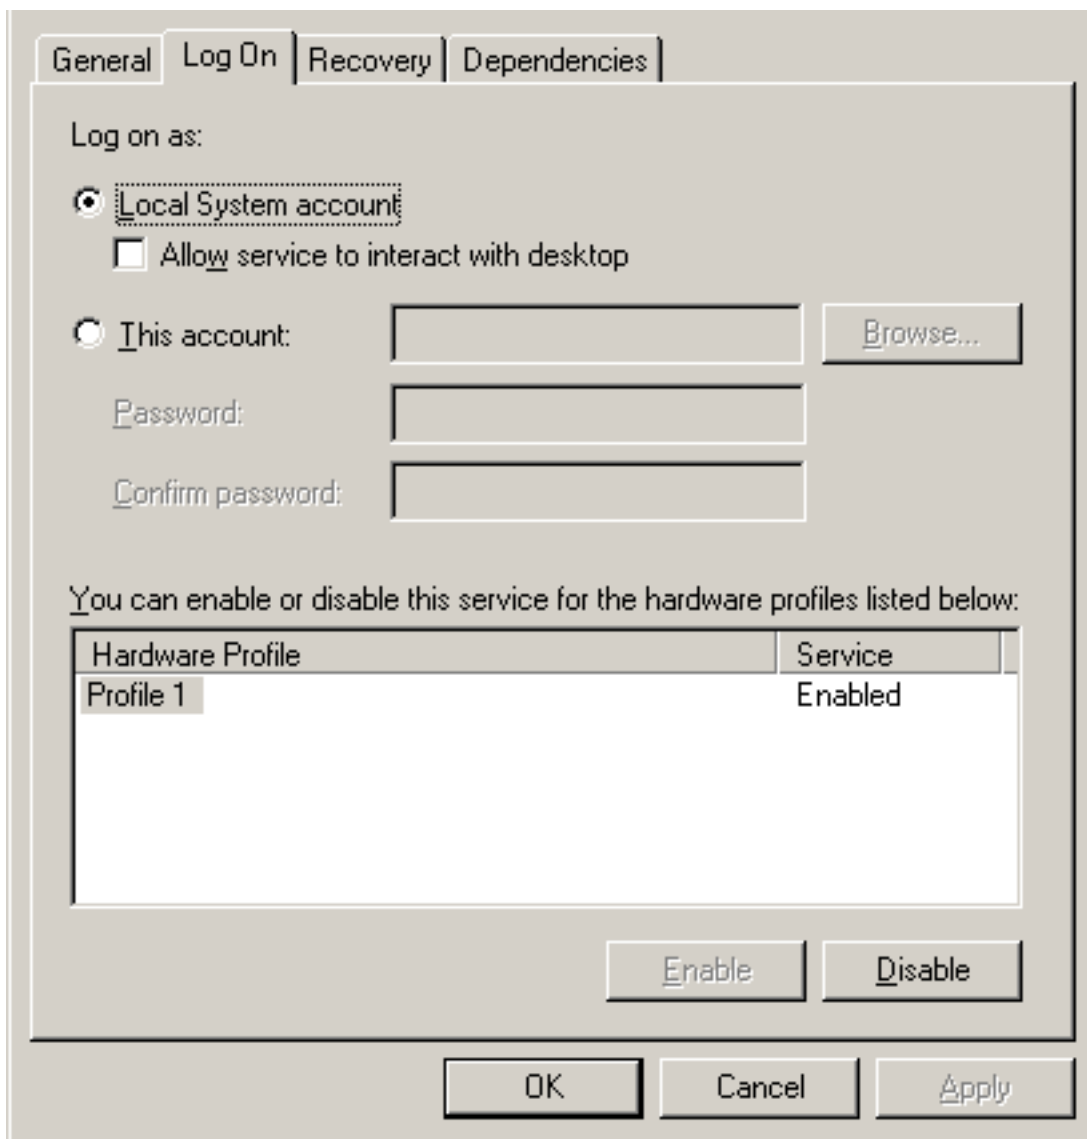 General Log On Recovery Dependencies
Log on as:
Local System account
Allow service to interact with desktop
This account: Browse...
Password:
Confirm password:
You can enable or disable this service for the hardware profiles listed below:
Hardware Profile Service
Profile 1 Enabled
Enable Disable
OK Cancel Apply